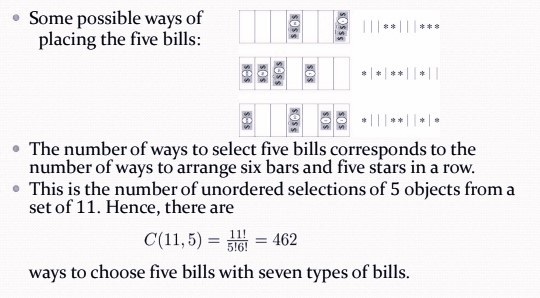 Some possible ways of
placing the five bills:
| | | * * | | | * * *
* | * | * * | | * | |
* | | | * * | | * | *
The number of ways to select five bills corresponds to the
number of ways to arrange six bars and five stars in a row.
This is the number of unordered selections of 5 objects from a
set of 11. Hence, there are
C(11, 5) = 11!/5!6! = 462
ways to choose five bills with seven types of bills.